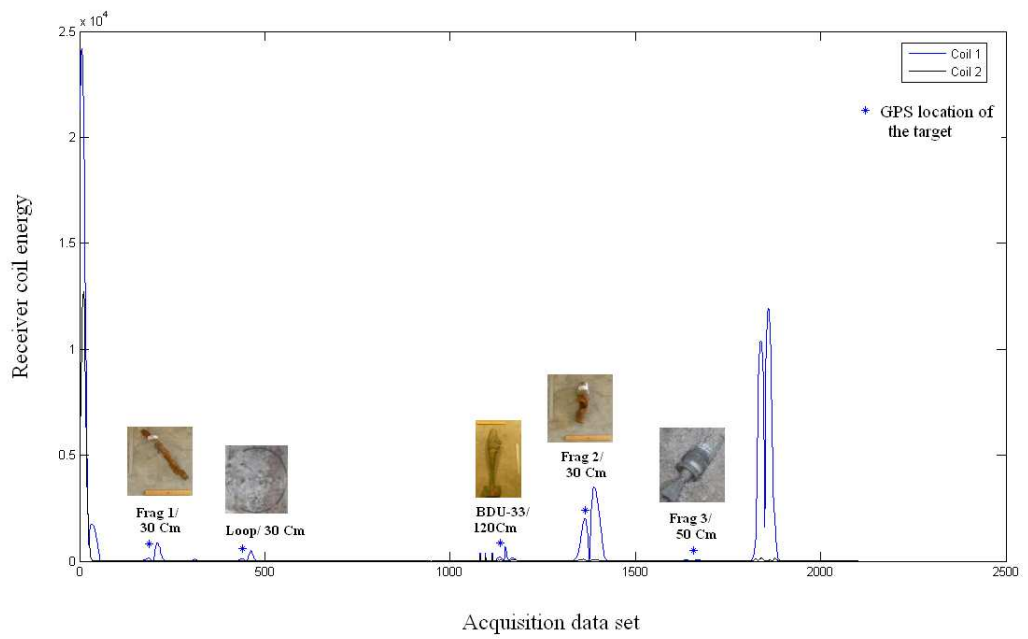 2.5 x 10⁴
Coil 1
Coil 2
GPS location of
the target
2
1.5
1
0.5
0
Receiver coil energy
Frag 1/
30 Cm
Loop/ 30 Cm
BDU-33/
120Cm
Frag 2/
30 Cm
Frag 3/
50 Cm
0 500 1000 1500 2000 2500
Acquisition data set